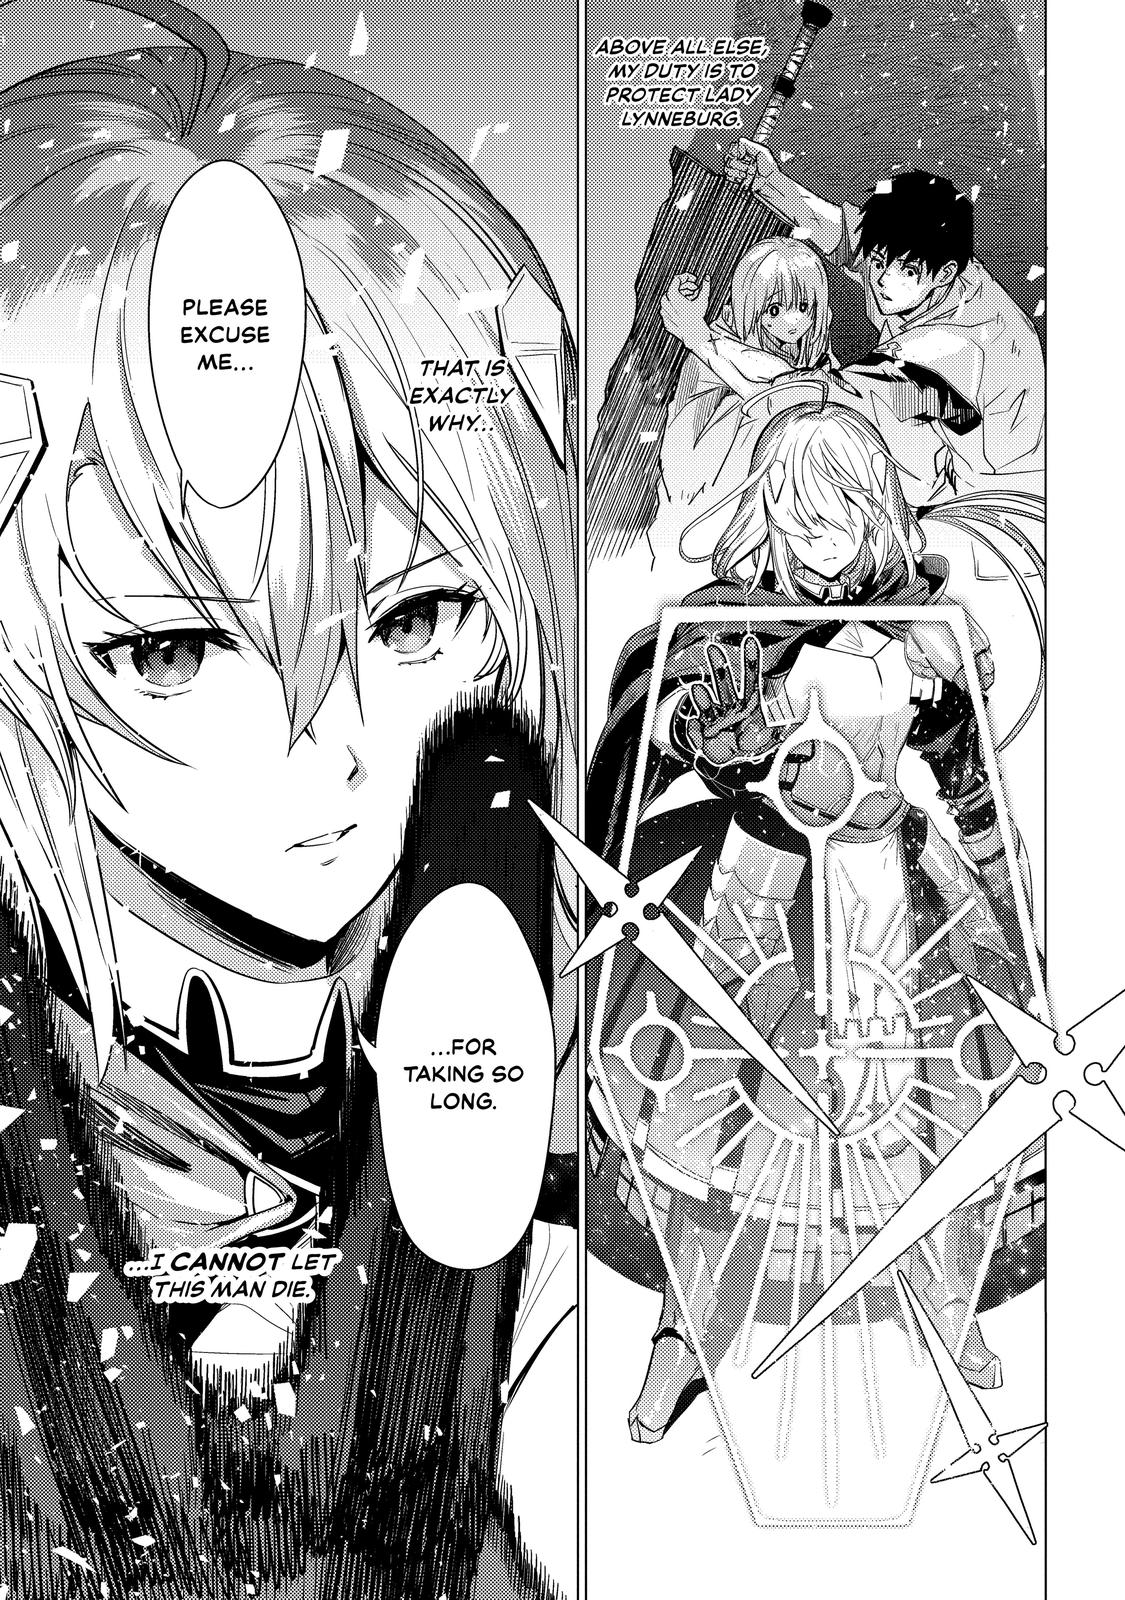 ABOVE ALL ELSE,
MY DUTY IS TO
PROTECT LADY
LYNNEBURG.
THAT IS
EXACTLY
WHY...
PLEASE
EXCUSE
ME...
...FOR
TAKING SO
LONG.
...I CANNOT LET
THIS MAN DIE.